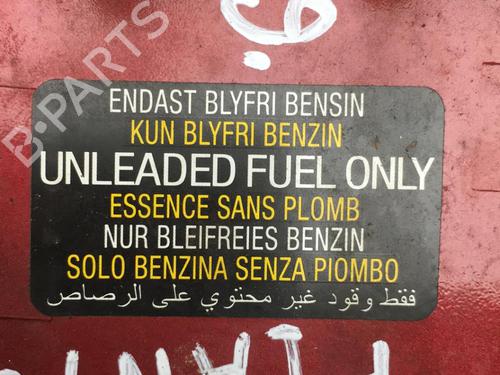 B-PARTS
ENDAST BLYFRI BENSIN
KUN BLYFRI BENZIN
UNLEADED FUEL ONLY
ESSENCE SANS PLOMB
NUR BLEIFREIES BENZIN
SOLO BENZINA SENZA PIOMBO
فقط وقود غير محتوي على الرصاص